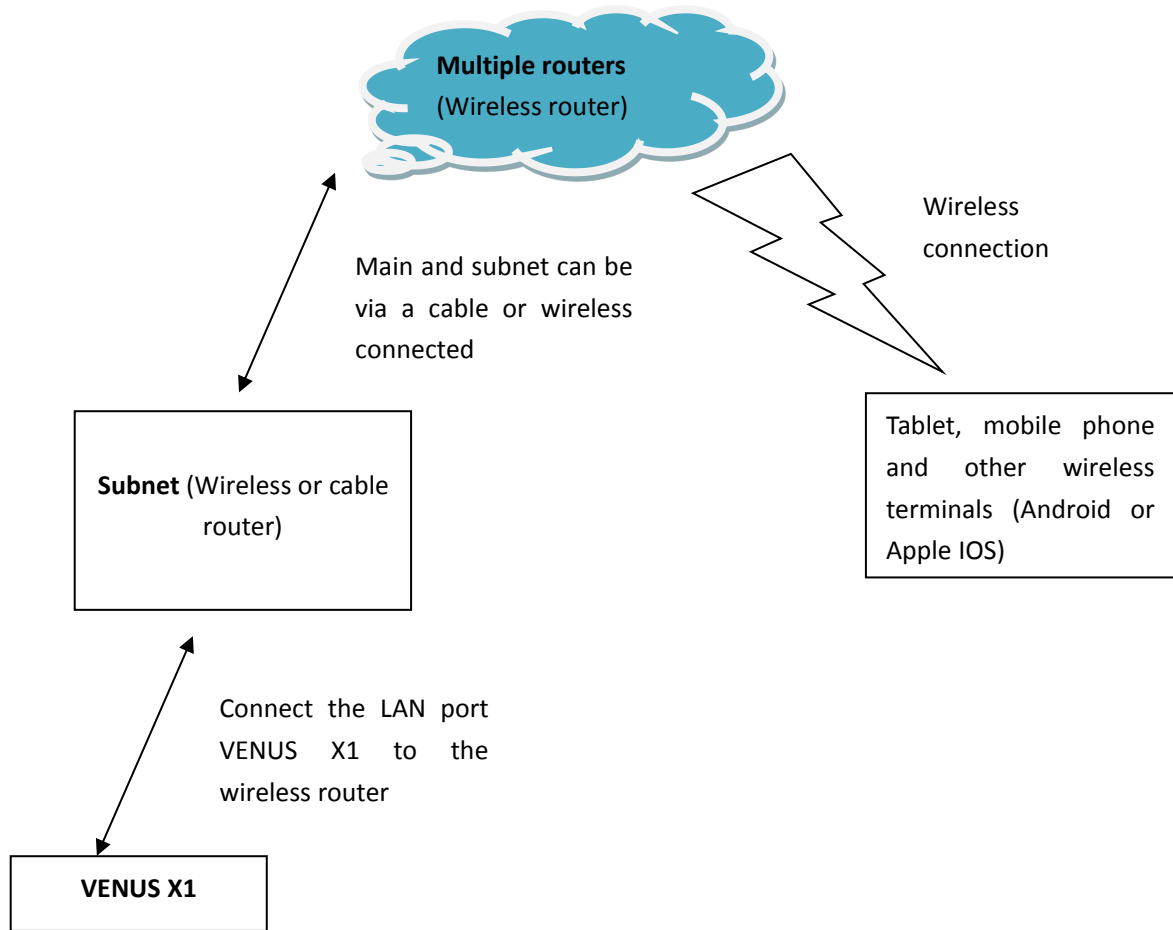 Multiple routers
(Wireless router)
Wireless
connection
Main and subnet can be
via a cable or wireless
connected
Tablet, mobile phone
and other wireless
terminals (Android or
Apple IOS)
Subnet (Wireless or cable
router)
Connect the LAN port
VENUS X1 to the
wireless router
VENUS X1